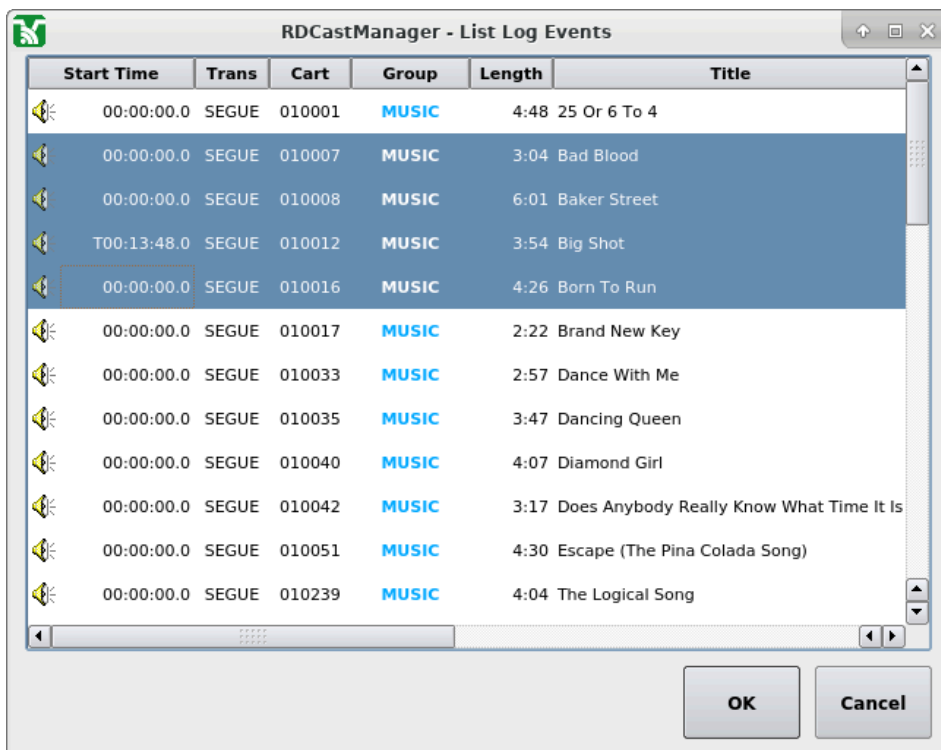 RDCastManager - List Log Events
Start Time Trans Cart Group Length Title
00:00:00.0 SEGUE 010001 MUSIC 4:48 25 Or 6 To 4
00:00:00.0 SEGUE 010007 MUSIC 3:04 Bad Blood
00:00:00.0 SEGUE 010008 MUSIC 6:01 Baker Street
T00:13:48.0 SEGUE 010012 MUSIC 3:54 Big Shot
00:00:00.0 SEGUE 010016 MUSIC 4:26 Born To Run
00:00:00.0 SEGUE 010017 MUSIC 2:22 Brand New Key
00:00:00.0 SEGUE 010033 MUSIC 2:57 Dance With Me
00:00:00.0 SEGUE 010035 MUSIC 3:47 Dancing Queen
00:00:00.0 SEGUE 010040 MUSIC 4:07 Diamond Girl
00:00:00.0 SEGUE 010042 MUSIC 3:17 Does Anybody Really Know What Time It Is
00:00:00.0 SEGUE 010051 MUSIC 4:30 Escape (The Pina Colada Song)
00:00:00.0 SEGUE 010239 MUSIC 4:04 The Logical Song
OK Cancel